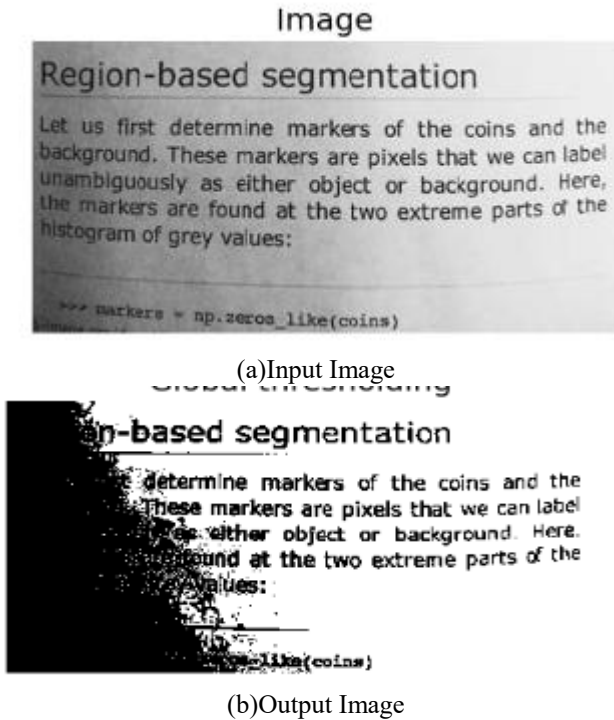 Image
Region-based segmentation
Let us first determine markers of the coins and the
background. These markers are pixels that we can label
unambiguously as either object or background. Here,
the markers are found at the two extreme parts of the
histogram of grey values:
>>> markers = np.zeros_like(coins)
(a)Input Image
Global thresholding
on-based segmentation
determine markers of the coins and the
These markers are pixels that we can label
as either object or background. Here.
found at the two extreme parts of the
values:
(coins)
(b)Output Image